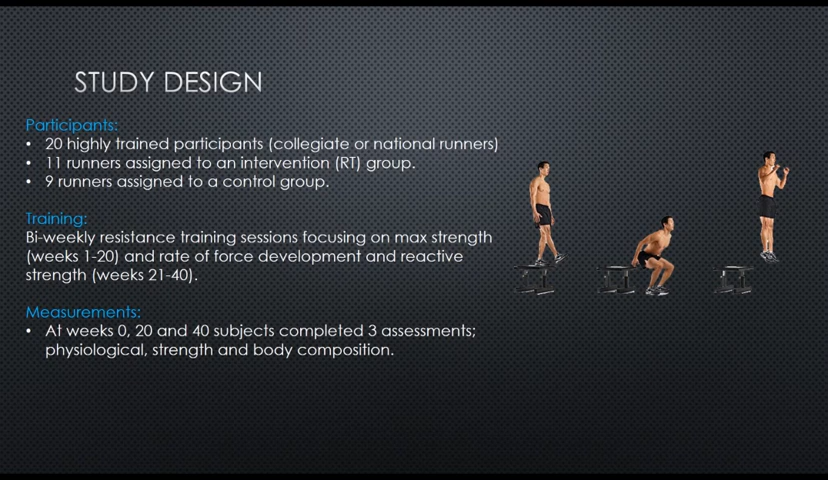 STUDY DESIGN
Participants:
• 20 highly trained participants (collegiate or national runners)
• 11 runners assigned to an intervention (RT) group.
• 9 runners assigned to a control group.
Training:
Bi-weekly resistance training sessions focusing on max strength
(weeks 1-20) and rate of force development and reactive
strength (weeks 21-40).
Measurements:
• At weeks 0, 20 and 40 subjects completed 3 assessments;
physiological, strength and body composition.